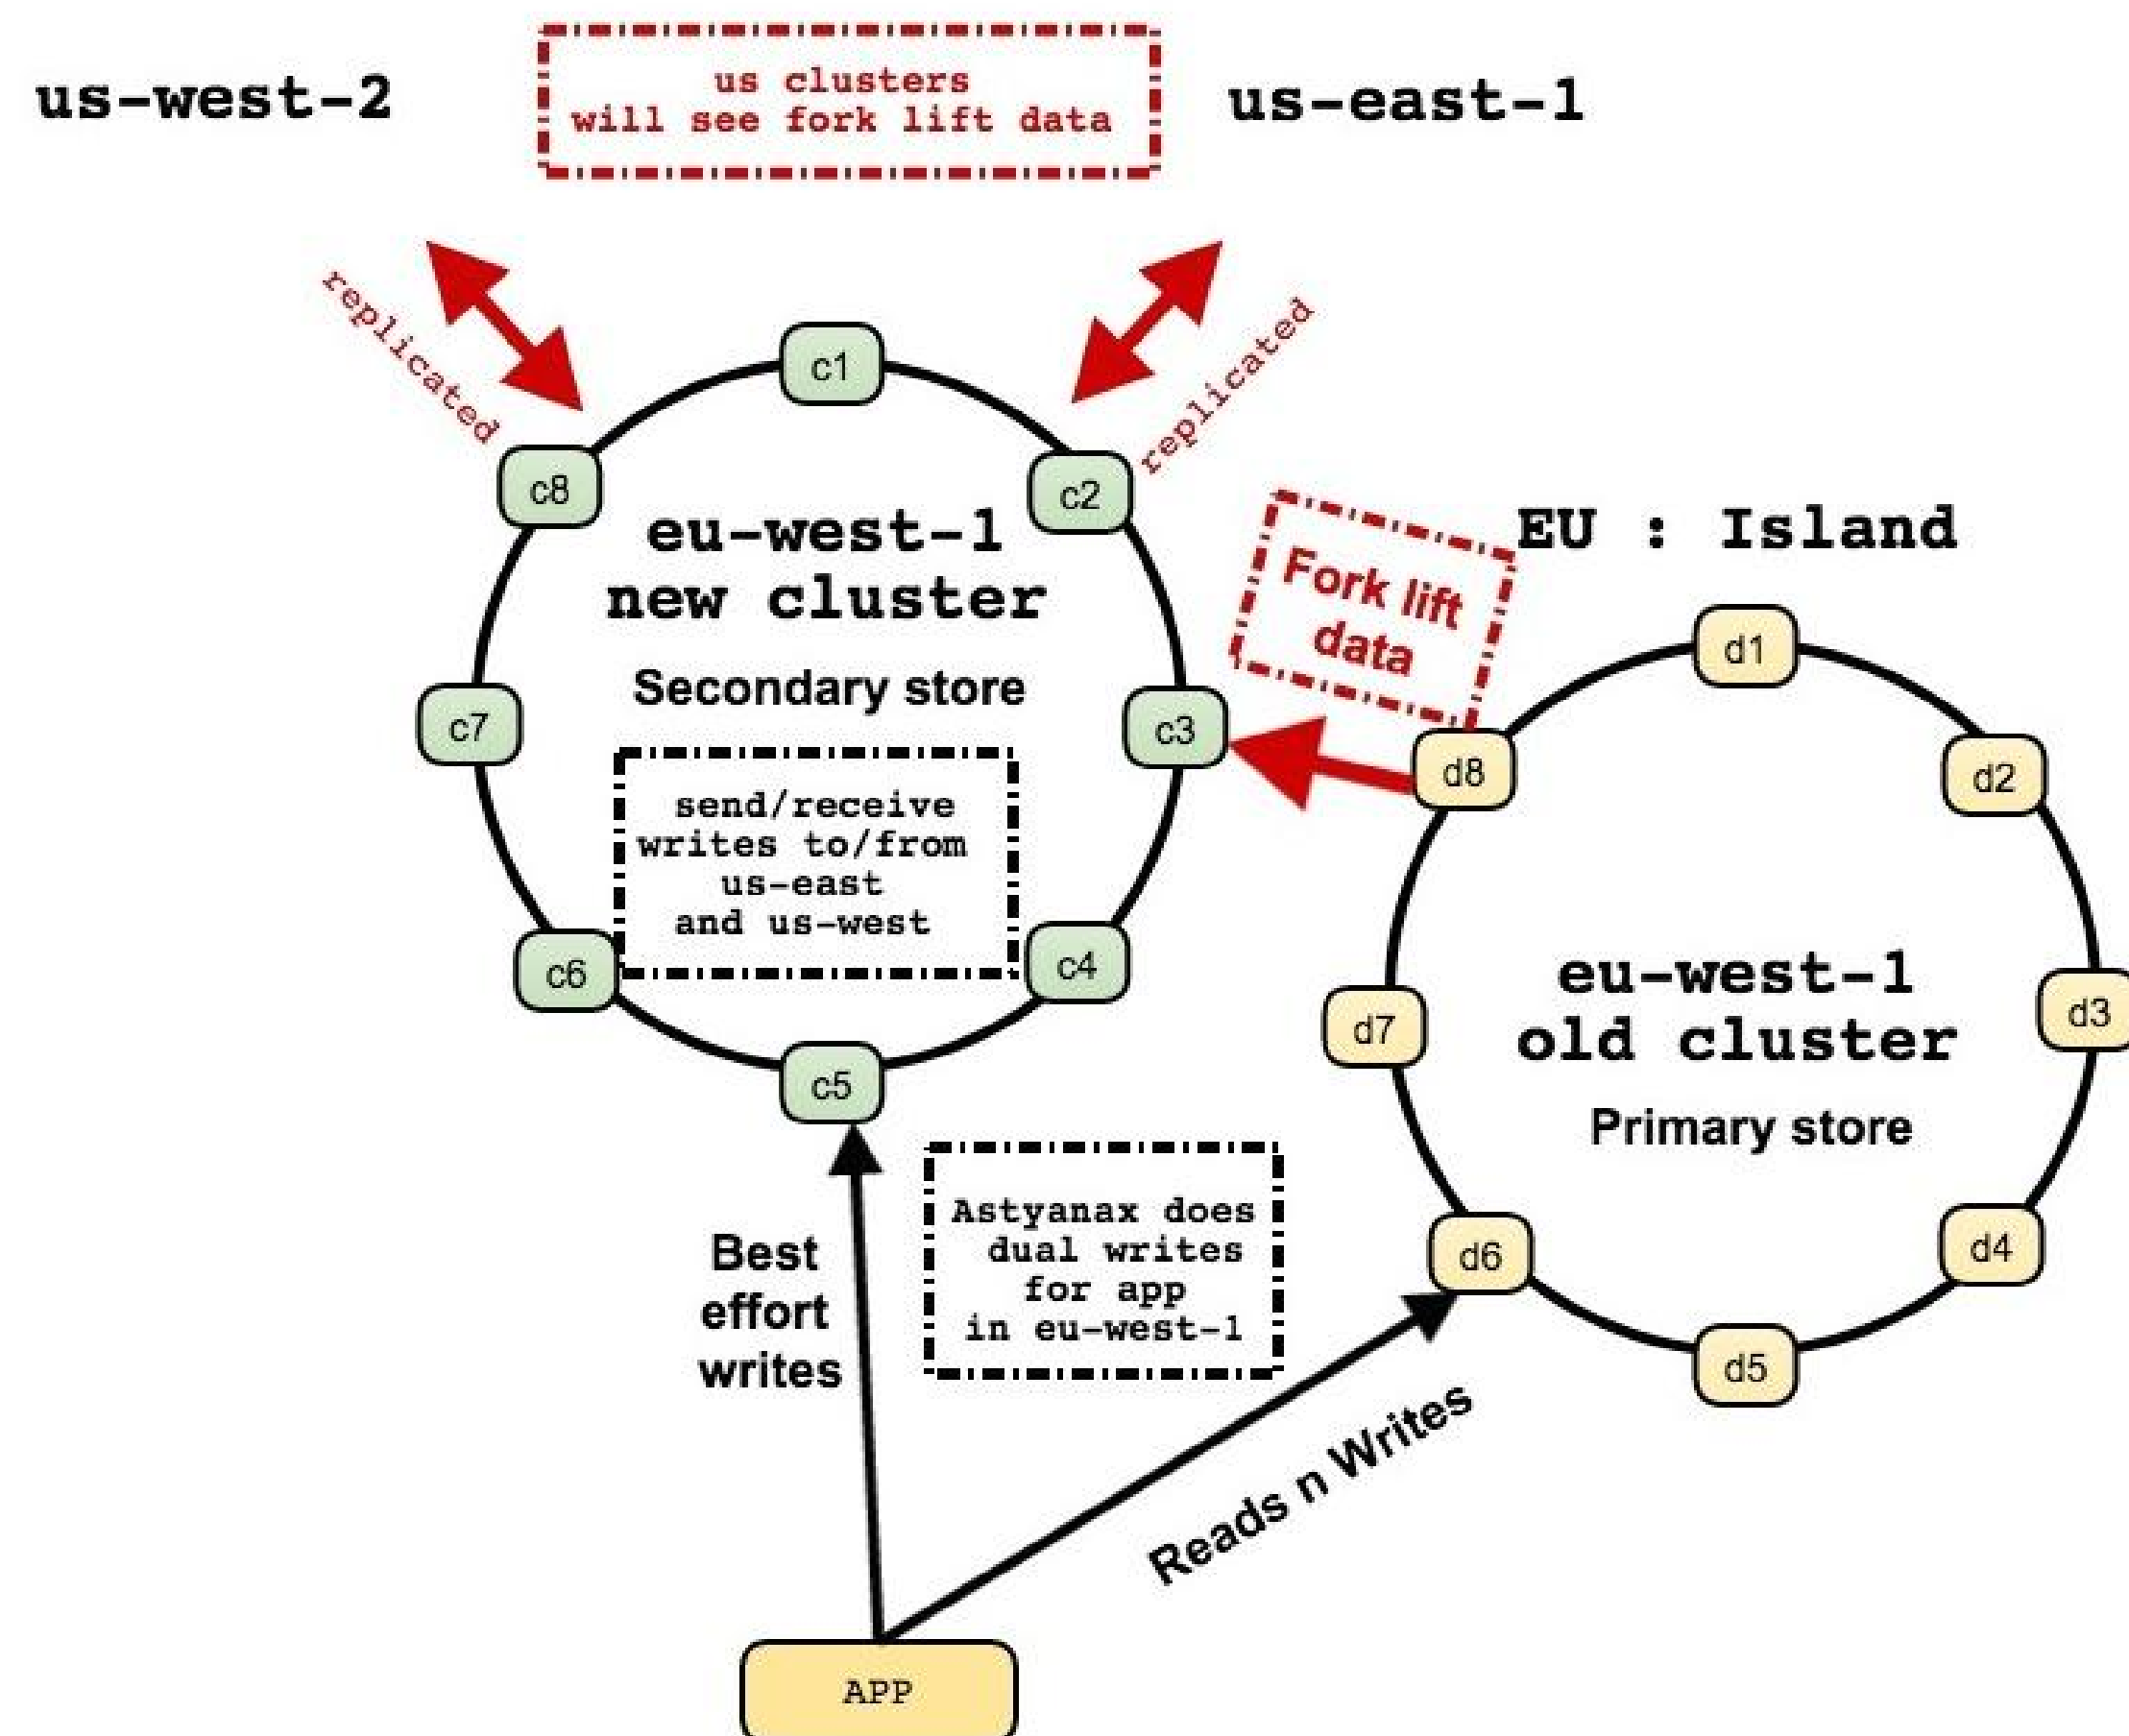 us-west-2
us clusters
will see fork lift data
us-east-1
replicated
replicated
c1
c8
c2
eu-west-1
new cluster
Secondary store
c7
c3
send/receive
writes to/from
us-east
and us-west
c6
c4
c5
Fork lift
data
EU : Island
d1
d8
d2
d7
d3
eu-west-1
old cluster
Primary store
d6
d4
d5
Best
effort
writes
Astyanax does
dual writes
for app
in eu-west-1
Reads n Writes
APP